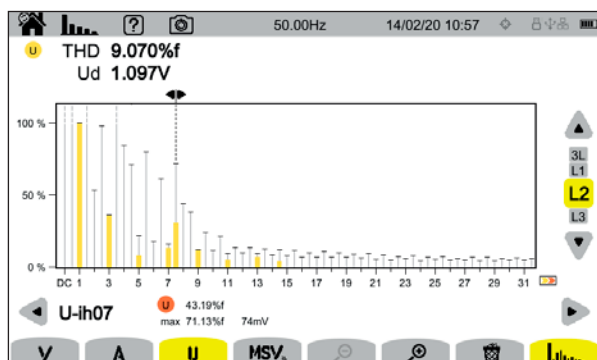 50.00Hz 14/02/20 10:57
U THD 9.070%f
Ud 1.097V
100 %
50 %
0 %
DC 1 3 5 7 9 11 13 15 17 19 21 23 25 27 29 31
3L
L1
L2
L3
U-ih07 U 43.19%f
max 71.13%f 74mV
V A U MSV